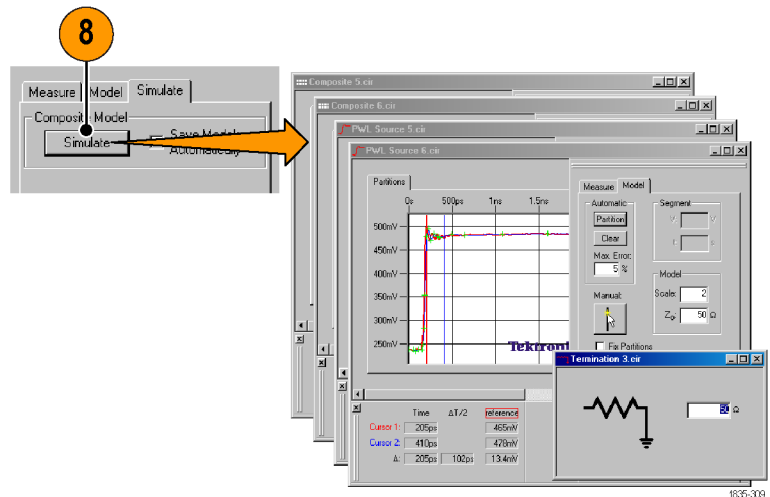 8
Measure Model Simulate
Composite Model
Simulate
Save Model
Automatically
Composite 5.cir
Composite 6.cir
PWL Source 5.cir
PWL Source 6.cir
Partitions
0s 500ps 1ns 1.5ns
500mV
450mV
400mV
350mV
300mV
250mV
Measure Model
Automatic
Partition
Clear
Max. Error:
5 %
Manual:
Segment
V
s
Model
Scale: 2
Z₀: 50 Ω
Fix Partitions
Termination 3.cir
50 Ω
Time ΔT/2 reference
Cursor 1: 205ps 465mV
Cursor 2: 410ps 478mV
Δ: 205ps 102ps 13.4mV
1835-309